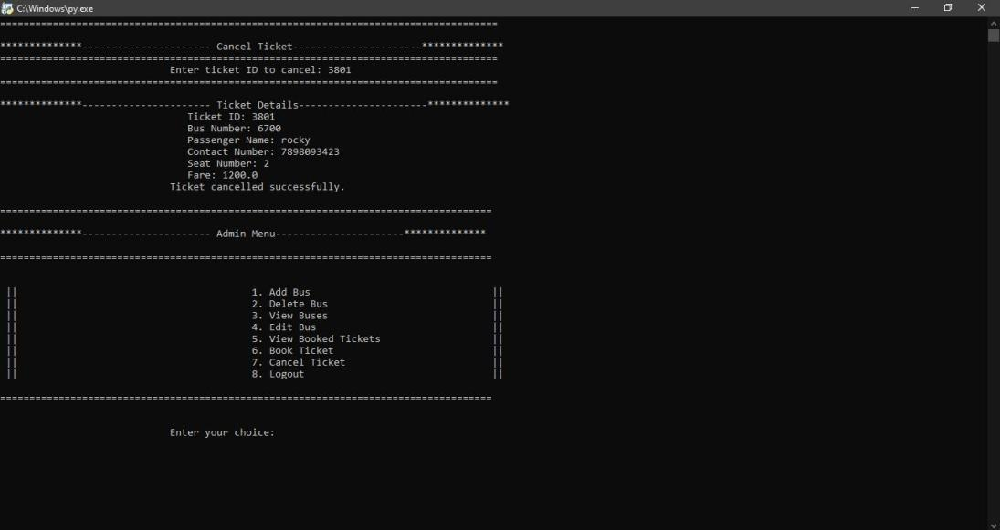 C:\Windows\py.exe
=====================================================================================
**************---------------------- Cancel Ticket----------------------**************
=====================================================================================
Enter ticket ID to cancel: 3801
=====================================================================================
**************---------------------- Ticket Details----------------------**************
Ticket ID: 3801
Bus Number: 6700
Passenger Name: rocky
Contact Number: 7898093423
Seat Number: 2
Fare: 1200.0
Ticket cancelled successfully.
====================================================================================
**************---------------------- Admin Menu----------------------**************
====================================================================================
|| 1. Add Bus ||
|| 2. Delete Bus ||
|| 3. View Buses ||
|| 4. Edit Bus ||
|| 5. View Booked Tickets ||
|| 6. Book Ticket ||
|| 7. Cancel Ticket ||
|| 8. Logout ||
====================================================================================
Enter your choice: